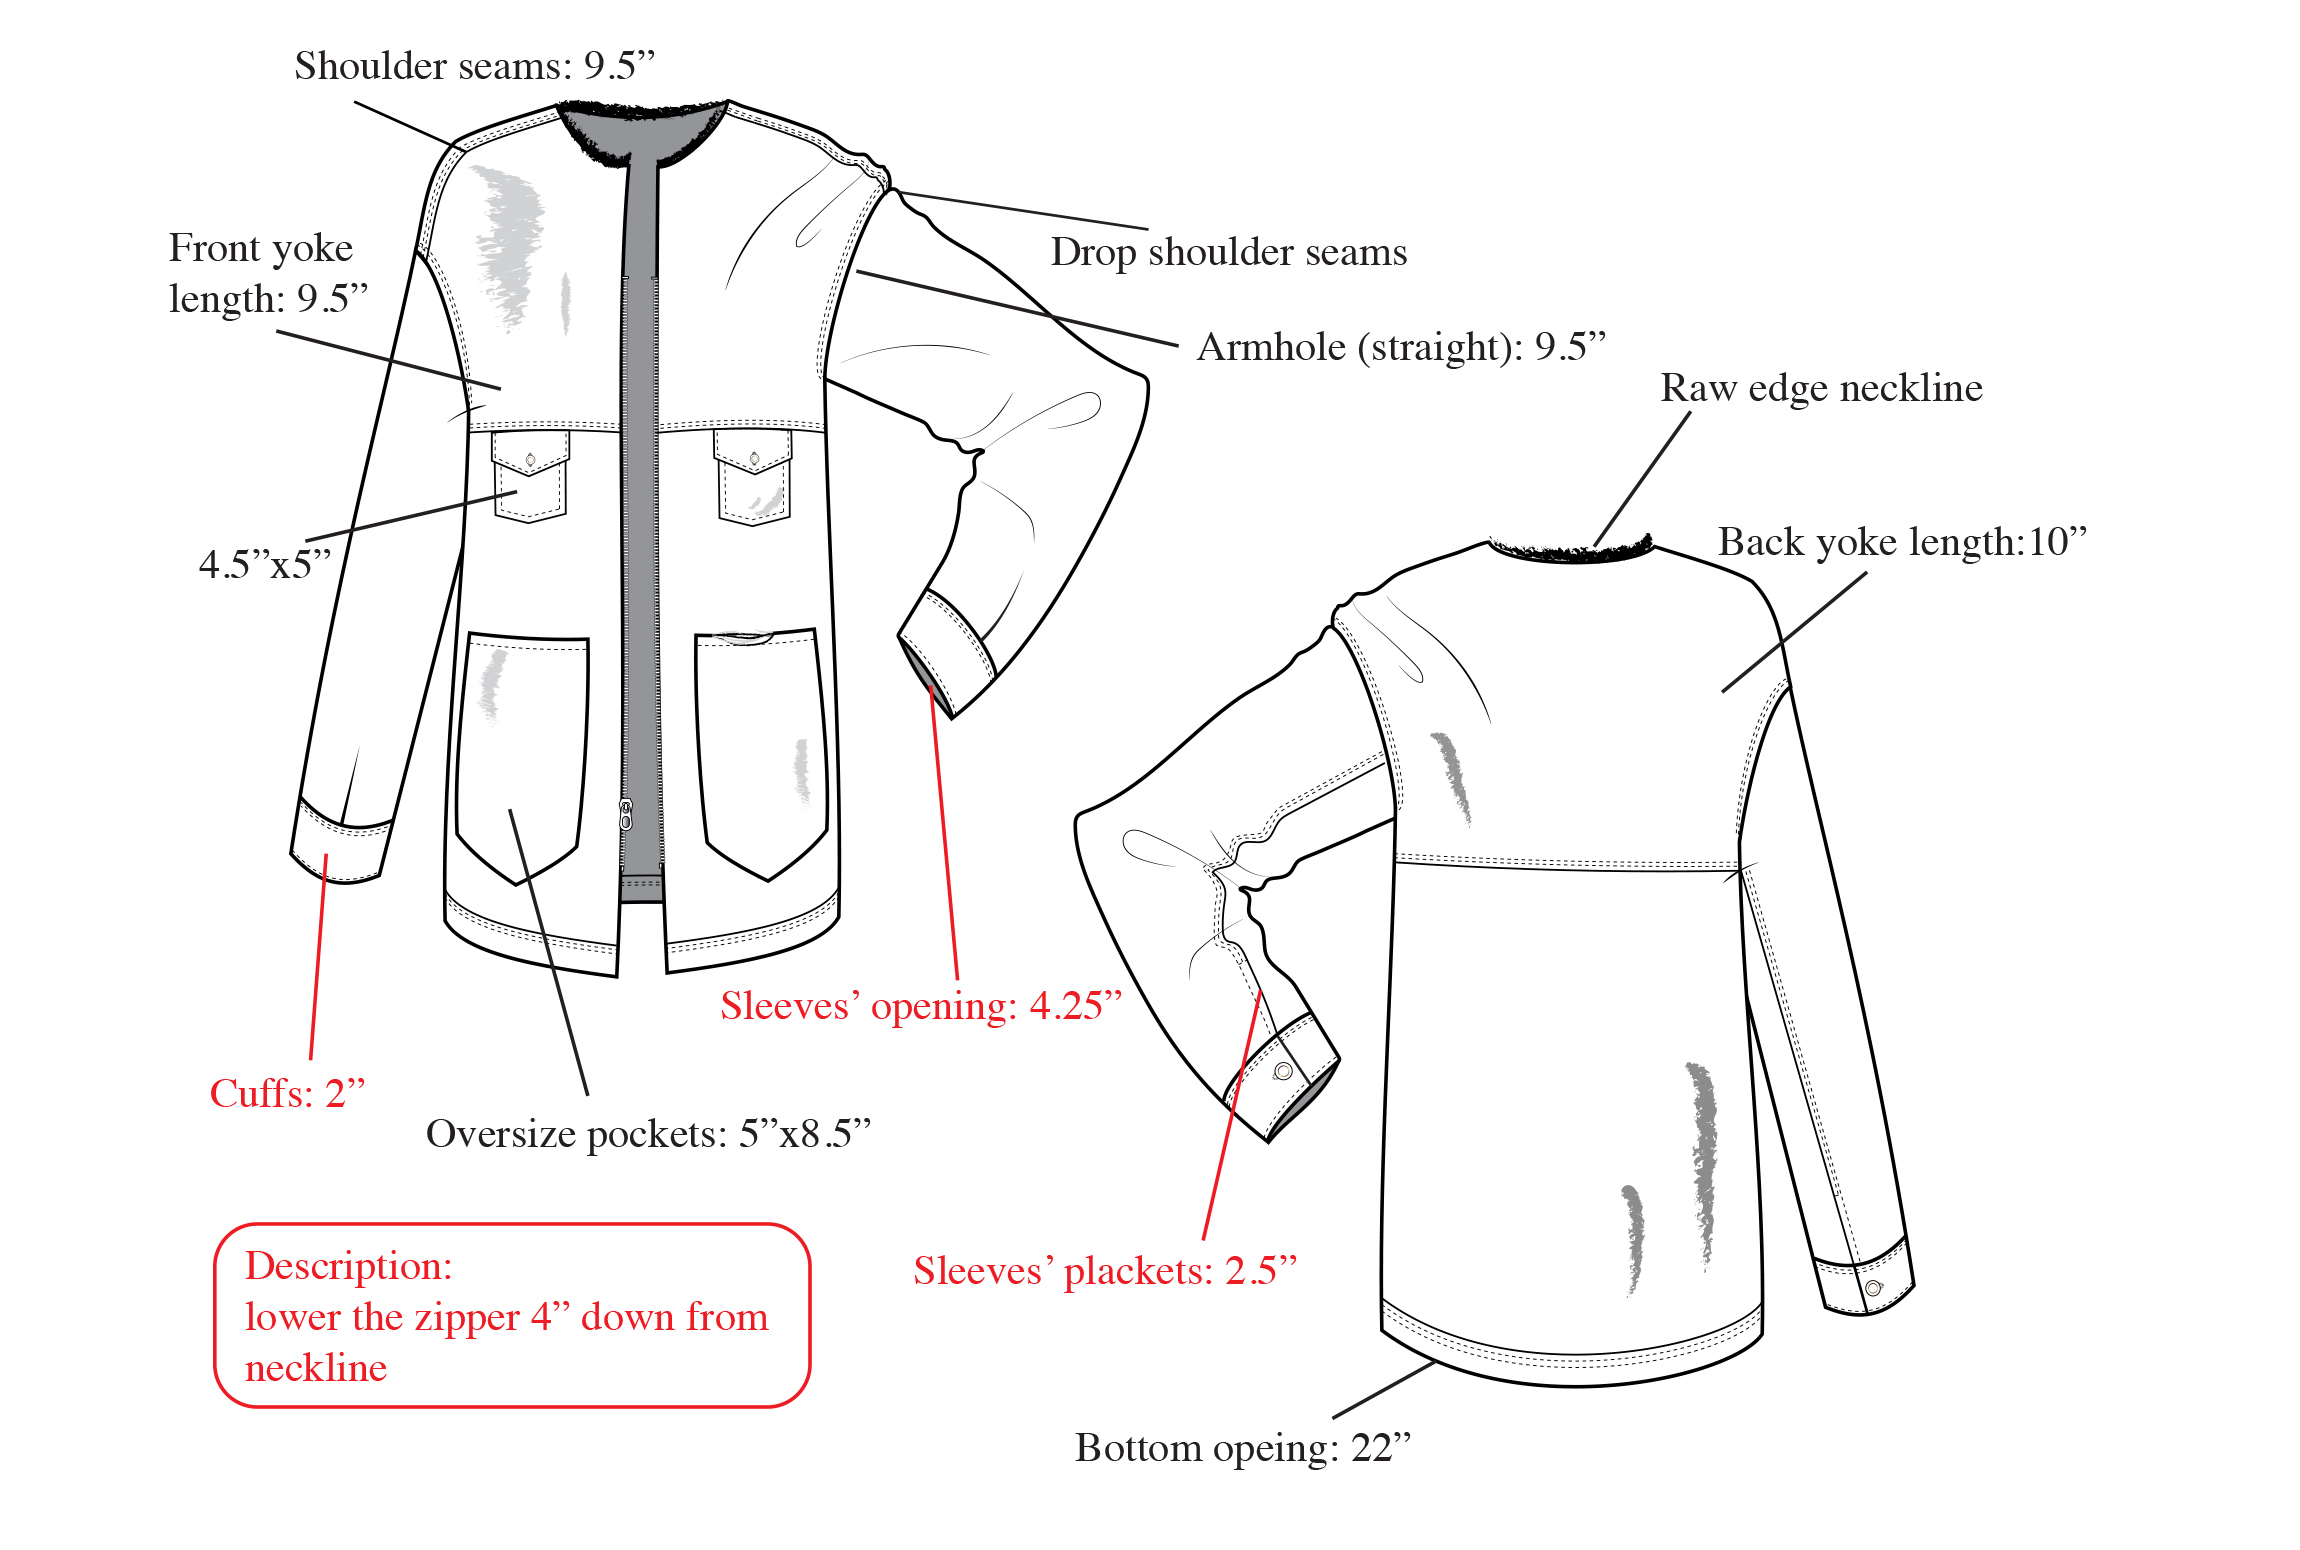 Shoulder seams: 9.5”
Front yoke
length: 9.5”
Drop shoulder seams
Armhole (straight): 9.5”
Raw edge neckline
Back yoke length:10”
4.5”x5”
Sleeves’ opening: 4.25”
Cuffs: 2”
Oversize pockets: 5”x8.5”
Description:
lower the zipper 4” down from
neckline
Sleeves’ plackets: 2.5”
Bottom opeing: 22”